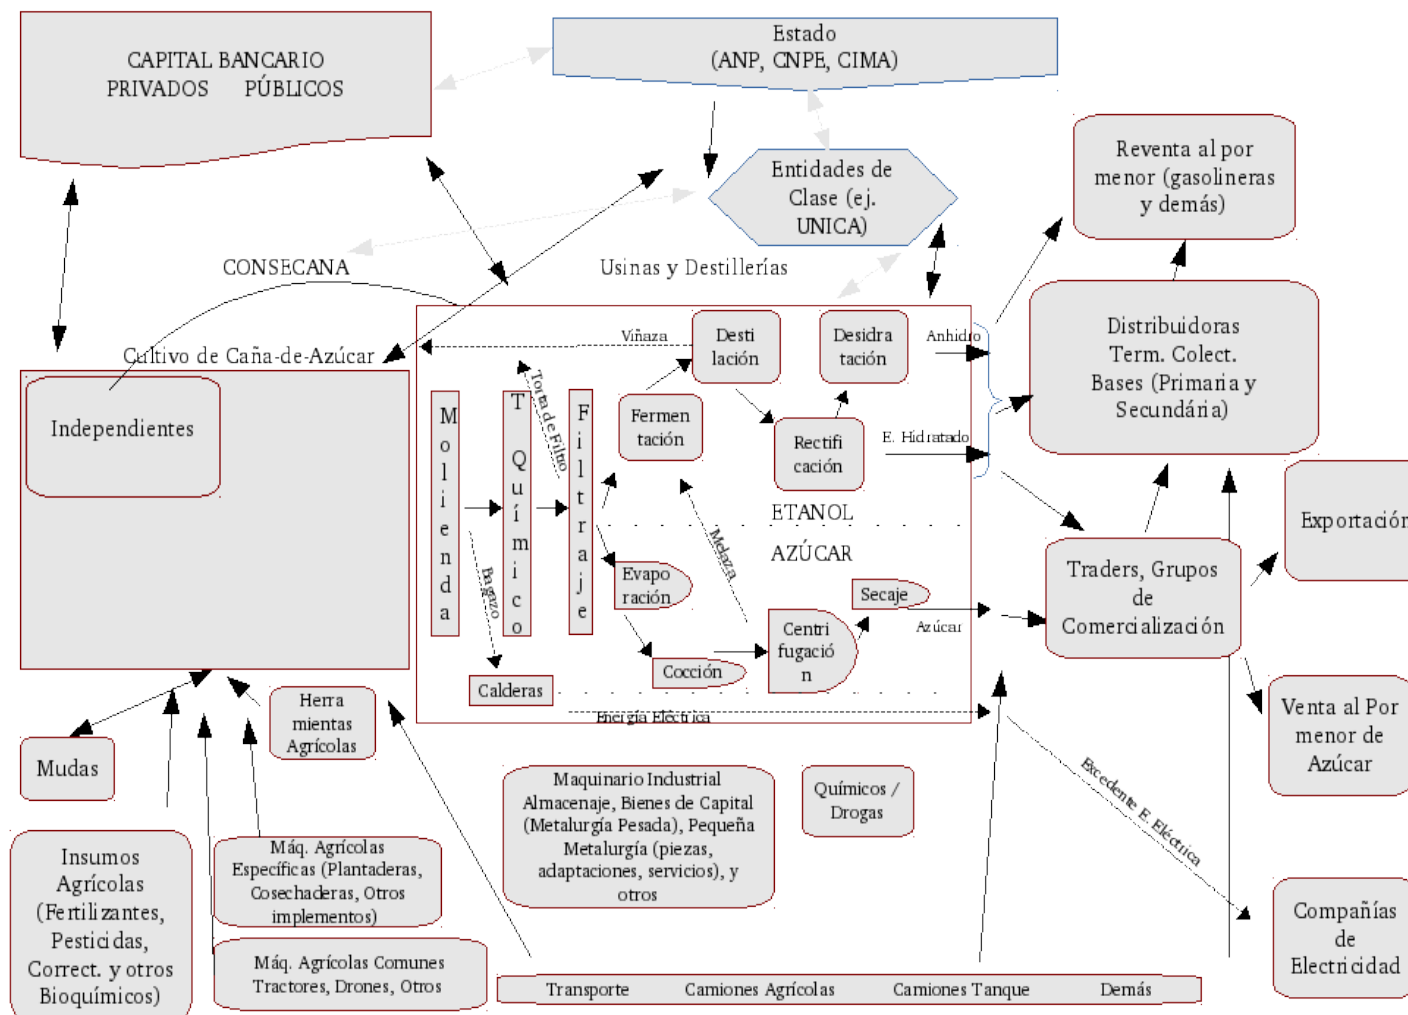 CAPITAL BANCARIO
PRIVADOS PÚBLICOS
Estado
(ANP, CNPE, CIMA)
Entidades de
Clase (ej.
UNICA)
Reventa al por
menor (gasolineras
y demás)
CONSECANA
Usinas y Destillerías
Cultivo de Caña-de-Azúcar
Independientes
Viñaza
Desti
lación
Desidra
tación
Anhidro
Distribuidoras
Term. Colect.
Bases (Primaria y
Secundária)
Molienda
T Químico
Torta de Filtro
Filtraje
Fermen
tación
Rectifi
cación
E. Hidratado
ETANOL
AZÚCAR
Melaza
Bagazo
Evapo
ración
Cocción
Centri
fugació
n
Secaje
Azúcar
Calderas
Energía Eléctrica
Traders, Grupos
de
Comercialización
Exportación
Venta al Por
menor de
Azúcar
Excedente E. Eléctrica
Compañías
de
Electricidad
Herra
mientas
Agrícolas
Mudas
Insumos
Agrícolas
(Fertilizantes,
Pesticidas,
Correct. y otros
Bioquímicos)
Máq. Agrícolas
Específicas (Plantaderas,
Cosechaderas, Otros
implementos)
Máq. Agrícolas Comunes
Tractores, Drones, Otros
Maquinario Industrial
Almacenaje, Bienes de Capital
(Metalurgía Pesada), Pequeña
Metalurgía (piezas,
adaptaciones, servicios), y
otros
Químicos /
Drogas
Transporte Camiones Agrícolas Camiones Tanque Demás